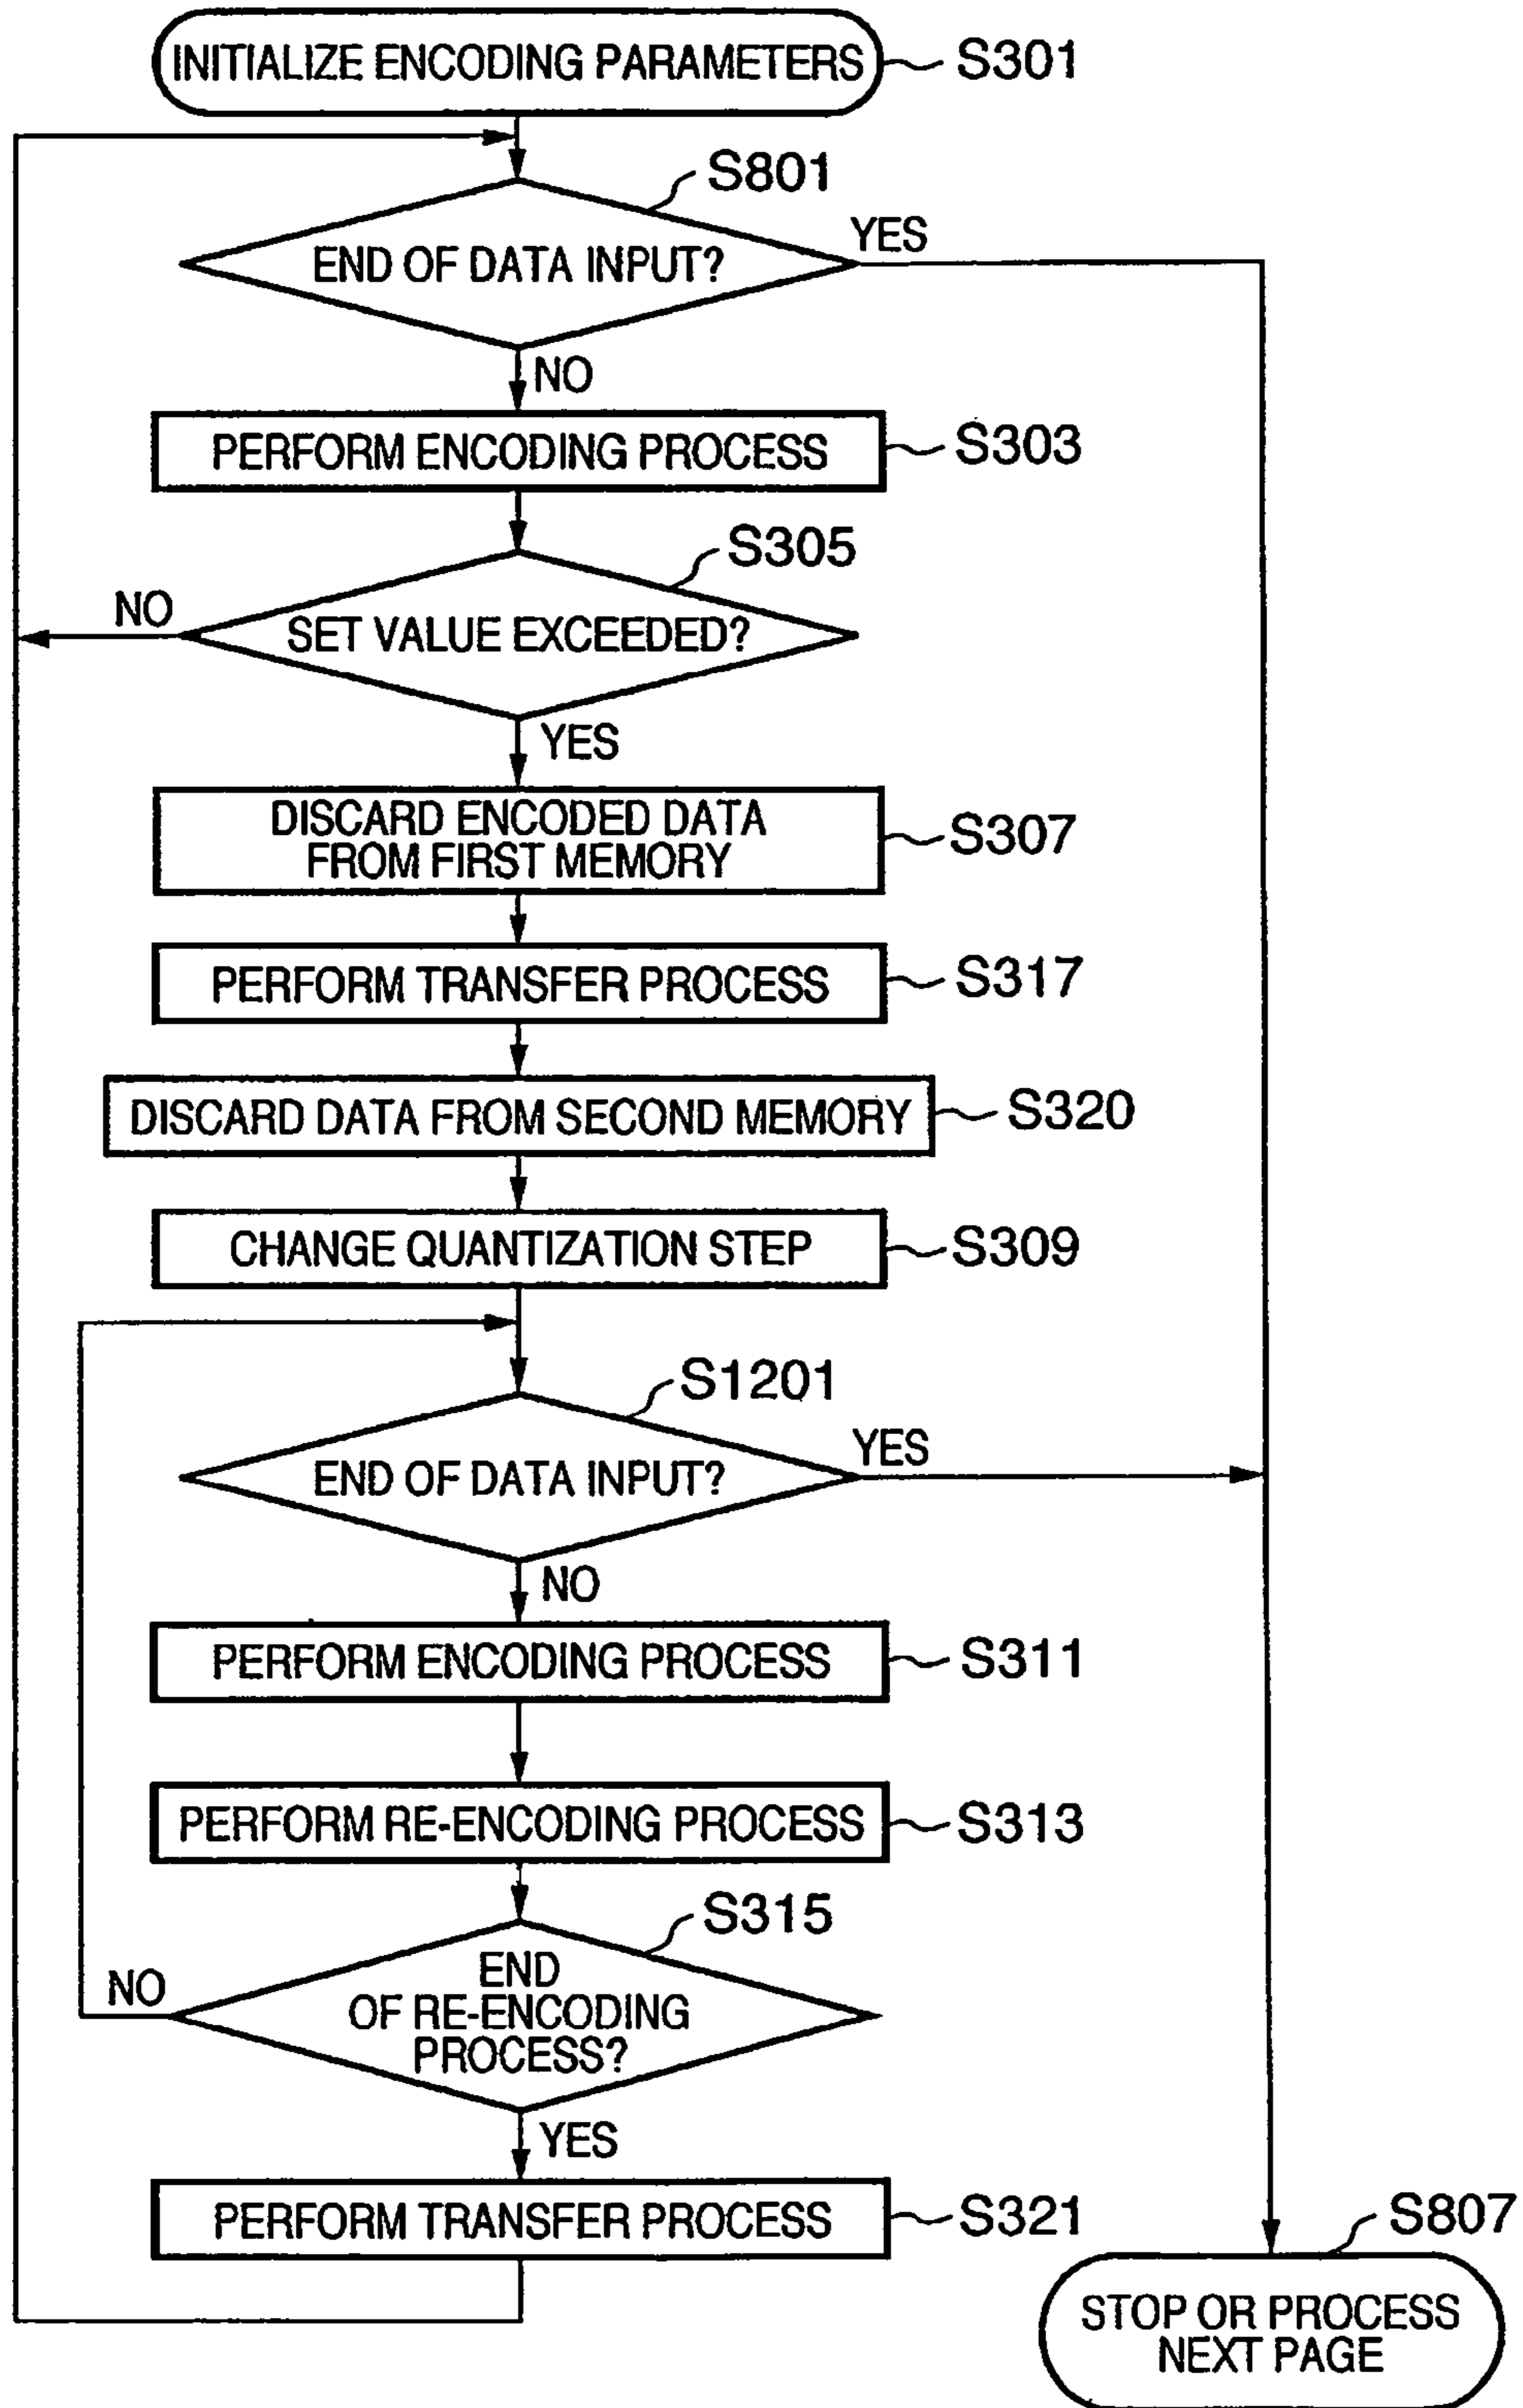 INITIALIZE ENCODING PARAMETERS S301
S801
END OF DATA INPUT? YES
NO
PERFORM ENCODING PROCESS S303
S305
NO SET VALUE EXCEEDED?
YES
DISCARD ENCODED DATA
FROM FIRST MEMORY
S307
PERFORM TRANSFER PROCESS S317
DISCARD DATA FROM SECOND MEMORY S320
CHANGE QUANTIZATION STEP S309
S1201
END OF DATA INPUT? YES
NO
PERFORM ENCODING PROCESS S311
PERFORM RE-ENCODING PROCESS S313
S315
NO
END
OF RE-ENCODING
PROCESS?
YES
PERFORM TRANSFER PROCESS S321
S807
STOP OR PROCESS
NEXT PAGE